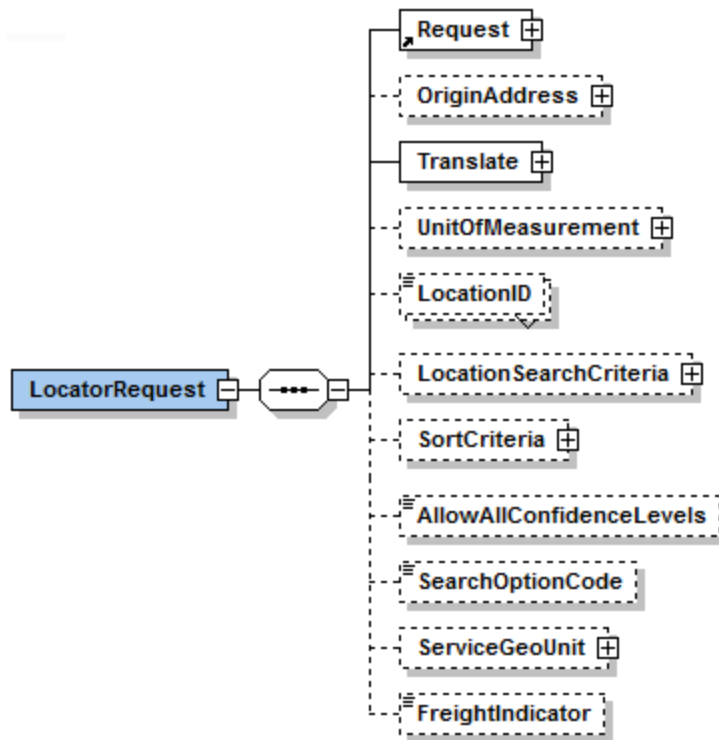 Request
OriginAddress
Translate
UnitOfMeasurement
LocationID
LocatorRequest
LocationSearchCriteria
SortCriteria
AllowAllConfidenceLevels
SearchOptionCode
ServiceGeoUnit
FreightIndicator